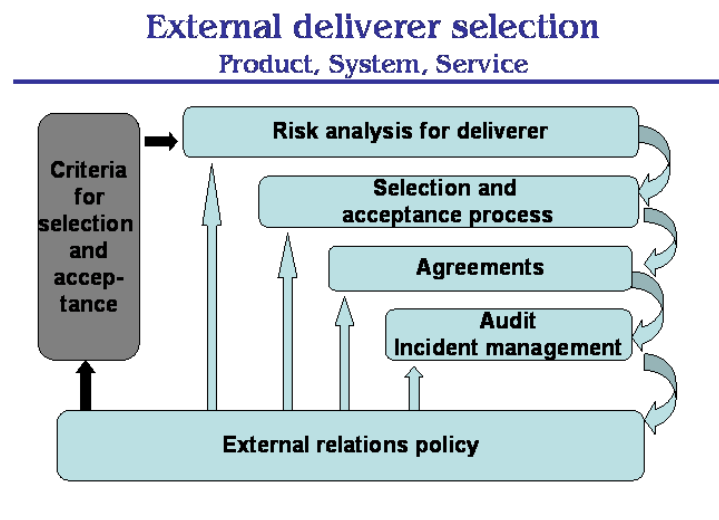 External deliverer selection
Product, System, Service
Risk analysis for deliverer
Criteria
for
selection
and
accep-
tance
Selection and
acceptance process
Agreements
Audit
Incident management
External relations policy